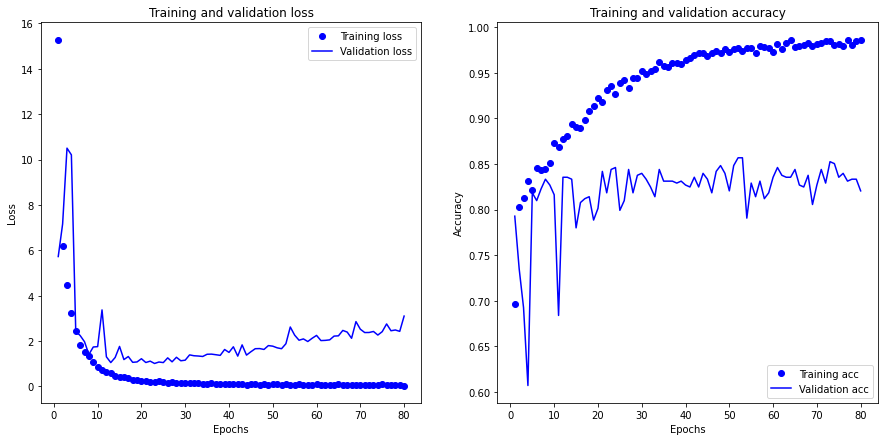 Training and validation loss
Training loss
Validation loss
16
14
12
10
8
6
4
2
0
Loss
0 10 20 30 40 50 60 70 80
Epochs
Training and validation accuracy
1.00
0.95
0.90
0.85
0.80
0.75
0.70
0.65
0.60
Accuracy
Training acc
Validation acc
0 10 20 30 40 50 60 70 80
Epochs